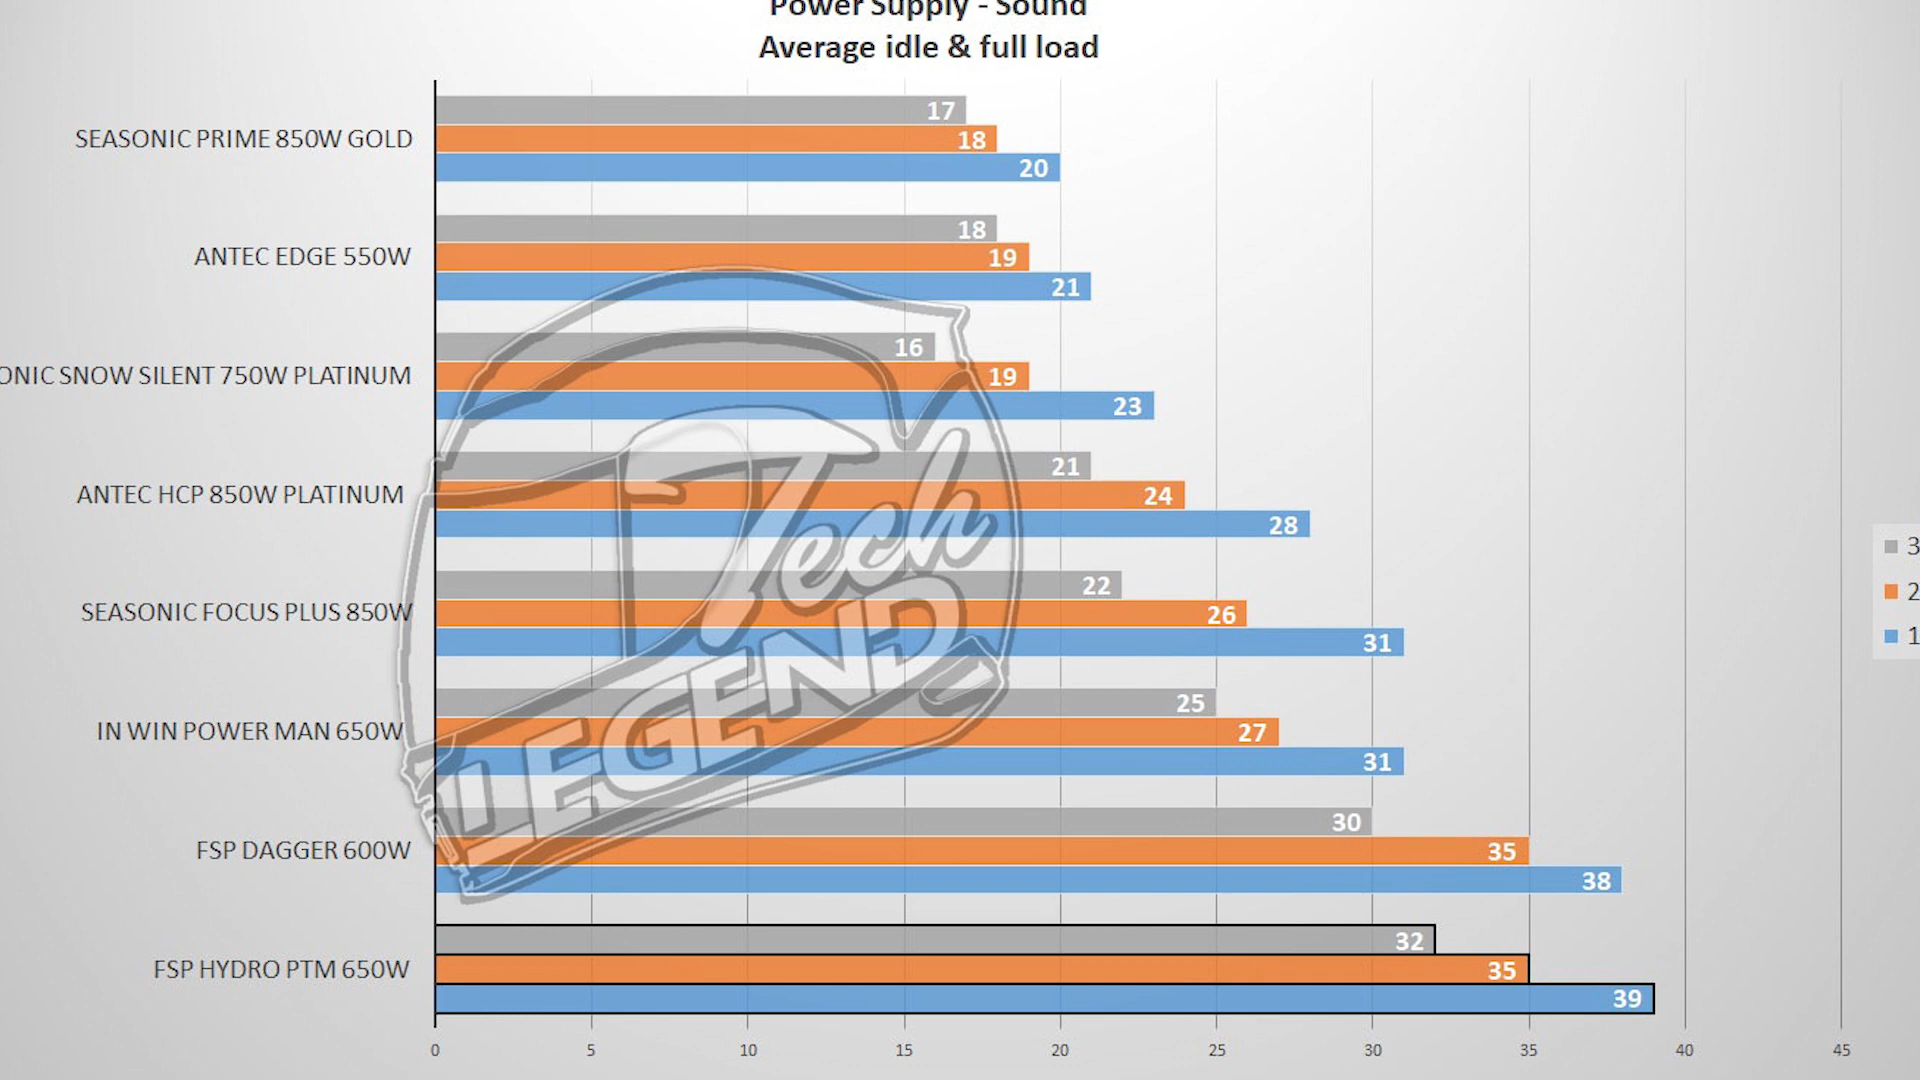 Power Supply - Sound
Average idle & full load
SEASONIC PRIME 850W GOLD
17
18
20
ANTEC EDGE 550W
18
19
21
ONIC SNOW SILENT 750W PLATINUM
16
19
23
ANTEC HCP 850W PLATINUM
21
24
28
SEASONIC FOCUS PLUS 850W
22
26
31
IN WIN POWER MAN 650W
25
27
31
FSP DAGGER 600W
30
35
38
FSP HYDRO PTM 650W
32
35
39
0 5 10 15 20 25 30 35 40 45
3
2
1
Tech
LEGEND